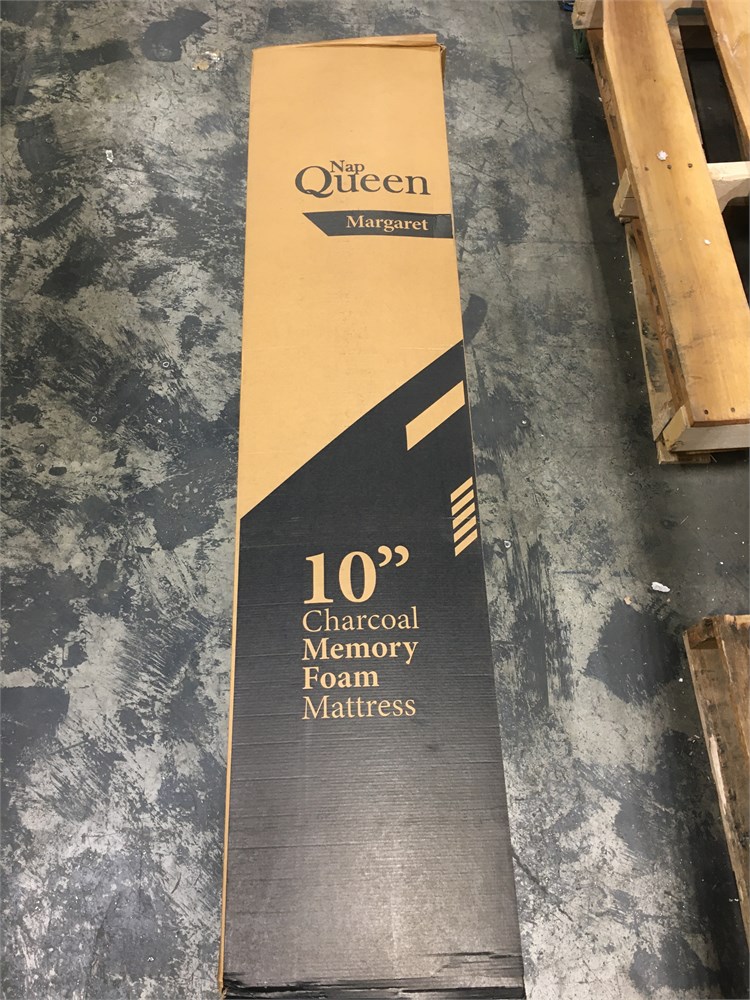 Nap
Queen
Margaret
10”
Charcoal
Memory
Foam
Mattress